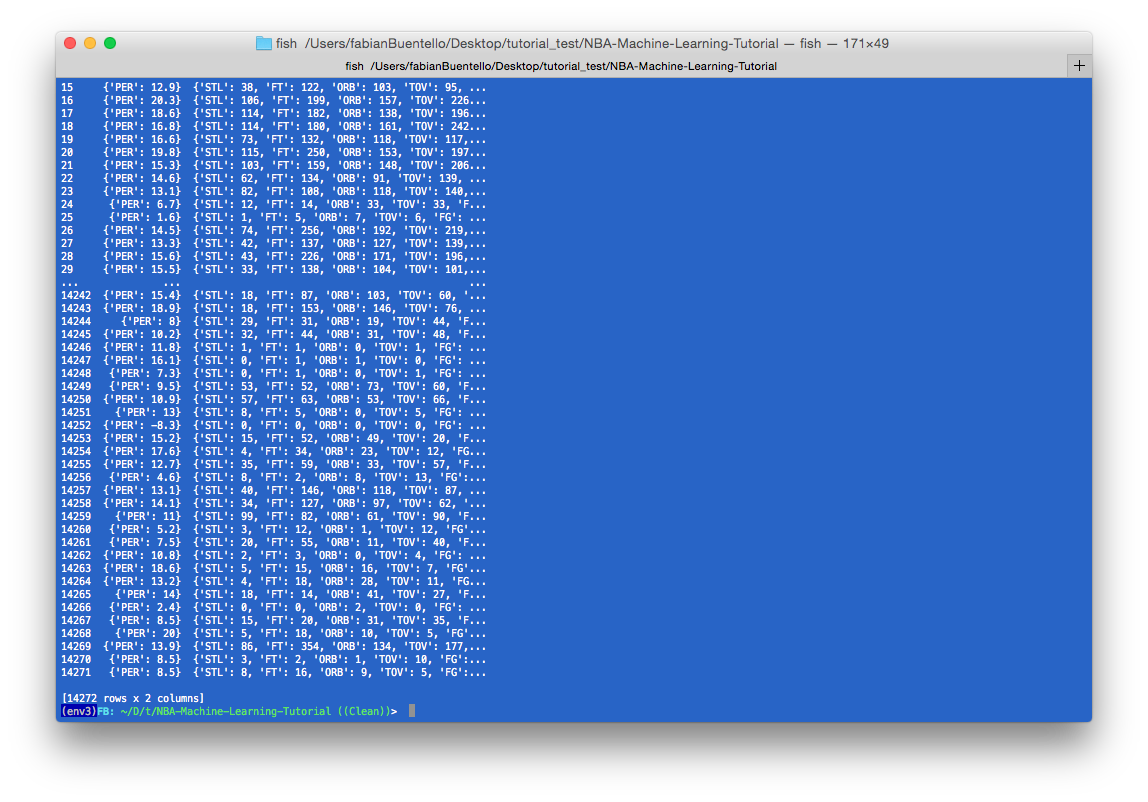 fish /Users/fabianBuentello/Desktop/tutorial_test/NBA-Machine-Learning-Tutorial — fish — 171×49
fish /Users/fabianBuentello/Desktop/tutorial_test/NBA-Machine-Learning-Tutorial
+
15 {'PER': 12.9} {'STL': 38, 'FT': 122, 'ORB': 103, 'TOV': 95, ...
16 {'PER': 20.3} {'STL': 106, 'FT': 199, 'ORB': 157, 'TOV': 226...
17 {'PER': 18.6} {'STL': 114, 'FT': 182, 'ORB': 138, 'TOV': 196...
18 {'PER': 16.8} {'STL': 114, 'FT': 180, 'ORB': 161, 'TOV': 242...
19 {'PER': 16.6} {'STL': 73, 'FT': 132, 'ORB': 118, 'TOV': 117,...
20 {'PER': 19.8} {'STL': 115, 'FT': 250, 'ORB': 153, 'TOV': 197...
21 {'PER': 15.3} {'STL': 103, 'FT': 159, 'ORB': 148, 'TOV': 206...
22 {'PER': 14.6} {'STL': 62, 'FT': 134, 'ORB': 91, 'TOV': 139, ...
23 {'PER': 13.1} {'STL': 82, 'FT': 108, 'ORB': 118, 'TOV': 140,...
24 {'PER': 6.7} {'STL': 12, 'FT': 14, 'ORB': 33, 'TOV': 33, 'F...
25 {'PER': 1.6} {'STL': 1, 'FT': 5, 'ORB': 7, 'TOV': 6, 'FG': ...
26 {'PER': 14.5} {'STL': 74, 'FT': 256, 'ORB': 192, 'TOV': 219,...
27 {'PER': 13.3} {'STL': 42, 'FT': 137, 'ORB': 127, 'TOV': 139,...
28 {'PER': 15.6} {'STL': 43, 'FT': 226, 'ORB': 171, 'TOV': 196,...
29 {'PER': 15.5} {'STL': 33, 'FT': 138, 'ORB': 104, 'TOV': 101,...
... ... ...
14242 {'PER': 15.4} {'STL': 18, 'FT': 87, 'ORB': 103, 'TOV': 60, '...
14243 {'PER': 18.9} {'STL': 18, 'FT': 153, 'ORB': 146, 'TOV': 76, ...
14244 {'PER': 8} {'STL': 29, 'FT': 31, 'ORB': 19, 'TOV': 44, 'F...
14245 {'PER': 10.2} {'STL': 32, 'FT': 44, 'ORB': 31, 'TOV': 48, 'F...
14246 {'PER': 11.8} {'STL': 1, 'FT': 1, 'ORB': 0, 'TOV': 1, 'FG': ...
14247 {'PER': 16.1} {'STL': 0, 'FT': 1, 'ORB': 1, 'TOV': 0, 'FG': ...
14248 {'PER': 7.3} {'STL': 0, 'FT': 1, 'ORB': 0, 'TOV': 1, 'FG': ...
14249 {'PER': 9.5} {'STL': 53, 'FT': 52, 'ORB': 73, 'TOV': 60, 'F...
14250 {'PER': 10.9} {'STL': 57, 'FT': 63, 'ORB': 53, 'TOV': 66, 'F...
14251 {'PER': 13} {'STL': 8, 'FT': 5, 'ORB': 0, 'TOV': 5, 'FG': ...
14252 {'PER': -8.3} {'STL': 0, 'FT': 0, 'ORB': 0, 'TOV': 0, 'FG': ...
14253 {'PER': 15.2} {'STL': 15, 'FT': 52, 'ORB': 49, 'TOV': 20, 'F...
14254 {'PER': 17.6} {'STL': 4, 'FT': 34, 'ORB': 23, 'TOV': 12, 'FG...
14255 {'PER': 12.7} {'STL': 35, 'FT': 59, 'ORB': 33, 'TOV': 57, 'F...
14256 {'PER': 4.6} {'STL': 8, 'FT': 2, 'ORB': 8, 'TOV': 13, 'FG':...
14257 {'PER': 13.1} {'STL': 40, 'FT': 146, 'ORB': 118, 'TOV': 87, ...
14258 {'PER': 14.1} {'STL': 34, 'FT': 127, 'ORB': 97, 'TOV': 62, '...
14259 {'PER': 11} {'STL': 99, 'FT': 82, 'ORB': 61, 'TOV': 90, 'F...
14260 {'PER': 5.2} {'STL': 3, 'FT': 12, 'ORB': 1, 'TOV': 12, 'FG'...
14261 {'PER': 7.5} {'STL': 20, 'FT': 55, 'ORB': 11, 'TOV': 40, 'F...
14262 {'PER': 10.8} {'STL': 2, 'FT': 3, 'ORB': 0, 'TOV': 4, 'FG': ...
14263 {'PER': 18.6} {'STL': 5, 'FT': 15, 'ORB': 16, 'TOV': 7, 'FG'...
14264 {'PER': 13.2} {'STL': 4, 'FT': 18, 'ORB': 28, 'TOV': 11, 'FG...
14265 {'PER': 14} {'STL': 18, 'FT': 14, 'ORB': 41, 'TOV': 27, 'F...
14266 {'PER': 2.4} {'STL': 0, 'FT': 0, 'ORB': 2, 'TOV': 0, 'FG': ...
14267 {'PER': 8.5} {'STL': 15, 'FT': 20, 'ORB': 31, 'TOV': 35, 'F...
14268 {'PER': 20} {'STL': 5, 'FT': 18, 'ORB': 10, 'TOV': 5, 'FG'...
14269 {'PER': 13.9} {'STL': 86, 'FT': 354, 'ORB': 134, 'TOV': 177,...
14270 {'PER': 8.5} {'STL': 3, 'FT': 2, 'ORB': 1, 'TOV': 10, 'FG':...
14271 {'PER': 8.5} {'STL': 8, 'FT': 16, 'ORB': 9, 'TOV': 5, 'FG':...
[14272 rows x 2 columns]
(env3)FB: ~/D/t/NBA-Machine-Learning-Tutorial ((Clean))>